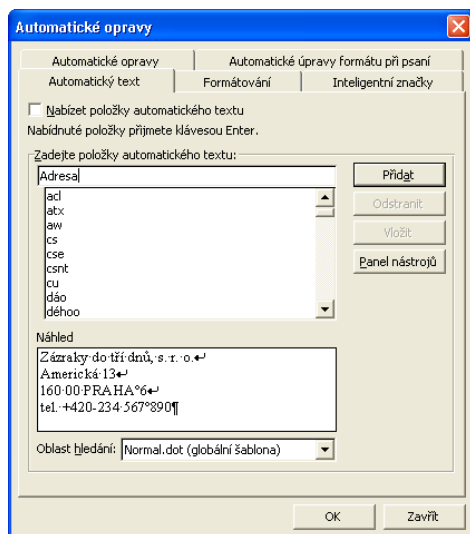 Automatické opravy
Automatické opravy
Automatické úpravy formátu při psaní
Automatický text
Formátování
Inteligentní značky
Nabízet položky automatického textu
Nabídnuté položky přijmete klávesou Enter.
Zadejte položky automatického textu:
Adresa
Přidat
acl
atx
aw
cs
cse
csnt
cu
dáo
déhoo
Odstranit
Vložit
Panel nástrojů
Náhled
Zázraky·do·tří·dnů,·s.·r.·o.↵
Americká·13↵
160·00·PRAHA°6↵
tel.·+420-234·567°890¶
Oblast hledání:
Normal.dot (globální šablona)
OK
Zavřít